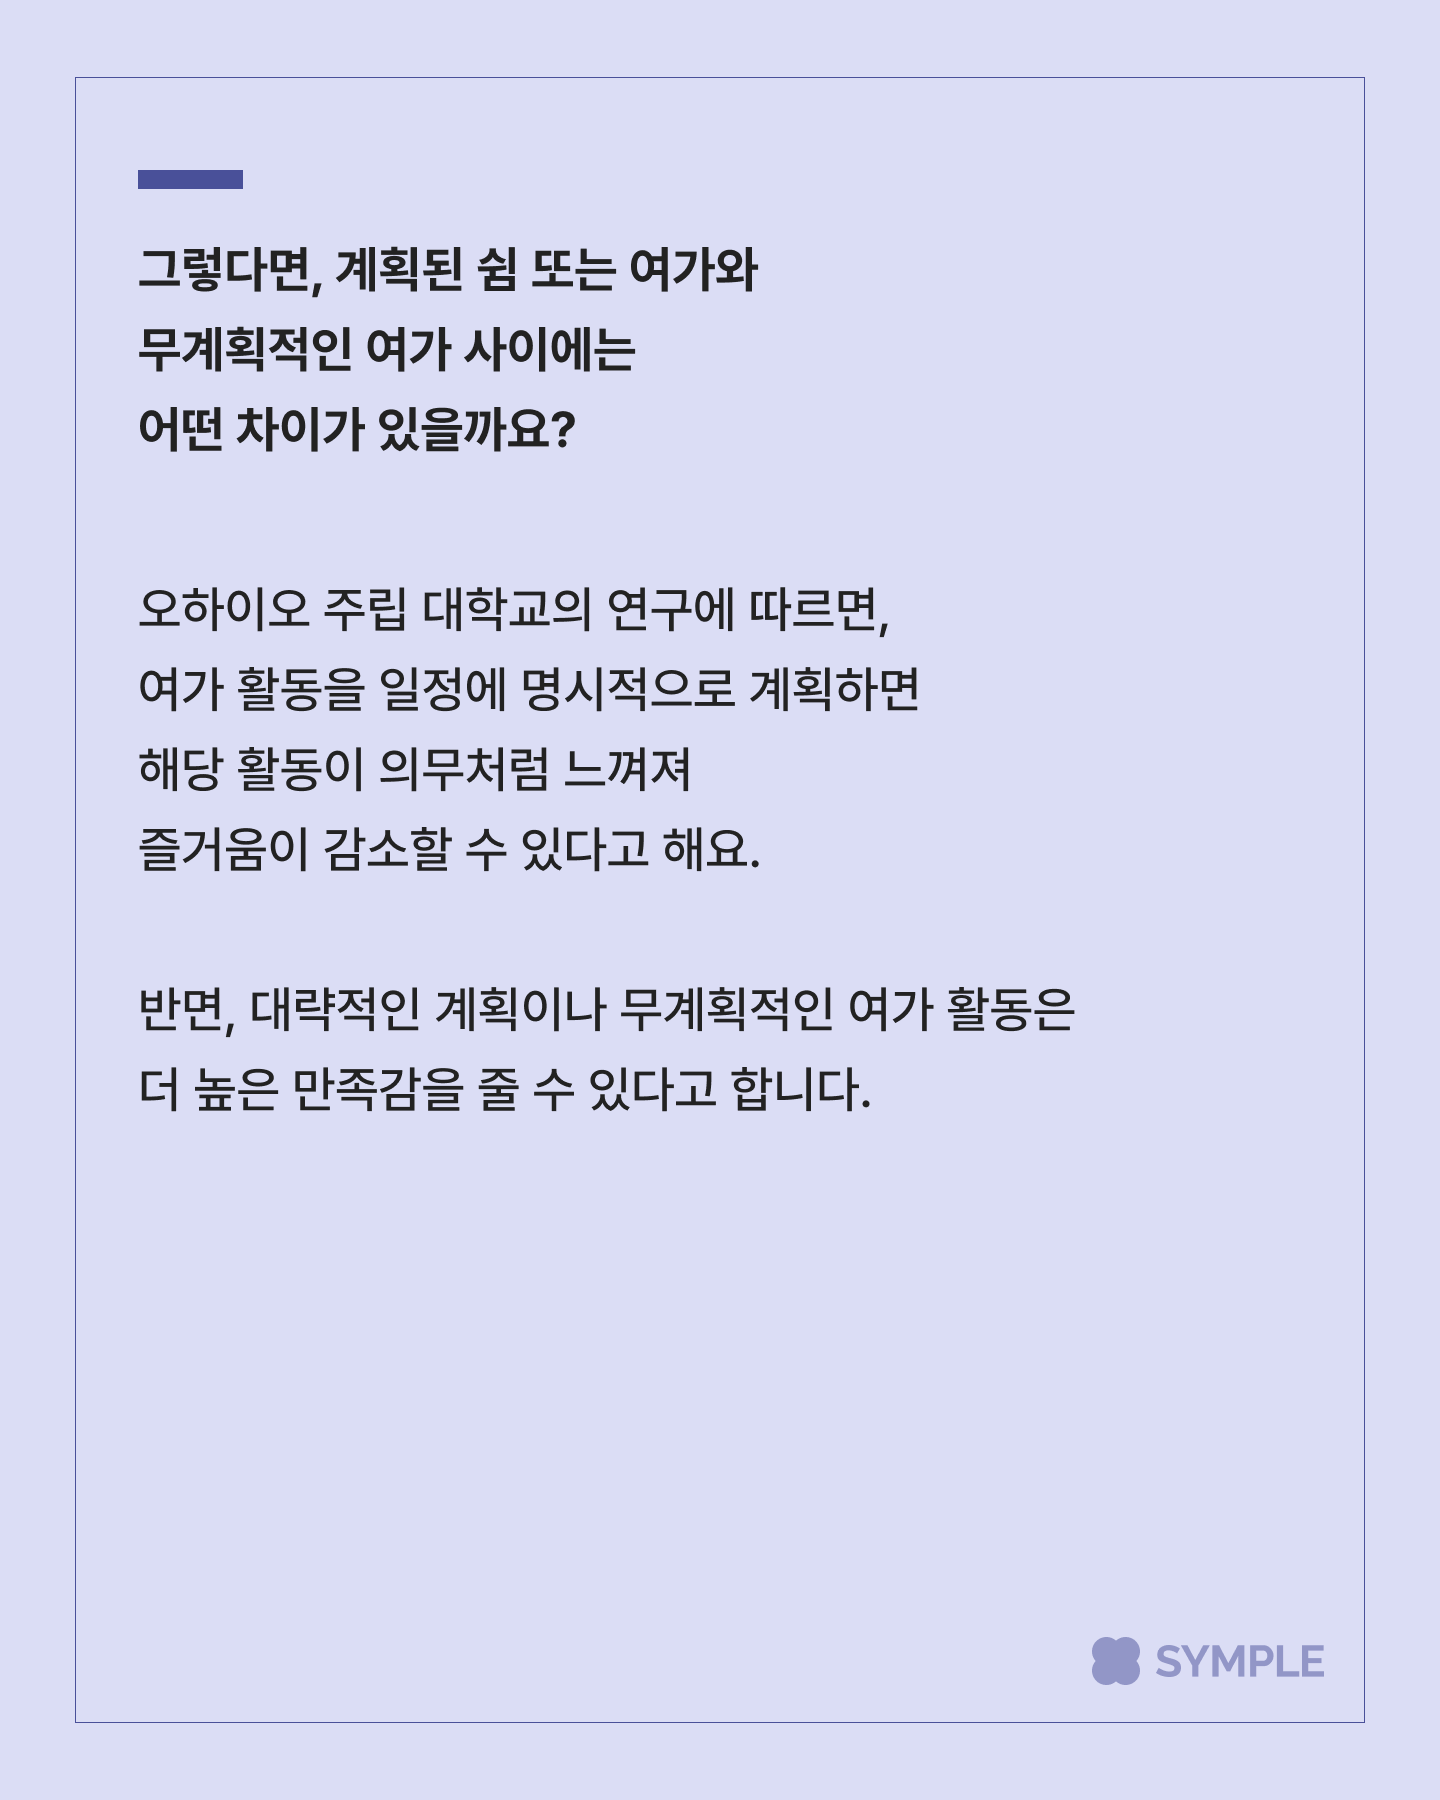 그렇다면, 계획된 쉼 또는 여가와
무계획적인 여가 사이에는
어떤 차이가 있을까요?
오하이오 주립 대학교의 연구에 따르면,
여가 활동을 일정에 명시적으로 계획하면
해당 활동이 의무처럼 느껴져
즐거움이 감소할 수 있다고 해요.
반면, 대략적인 계획이나 무계획적인 여가 활동은
더 높은 만족감을 줄 수 있다고 합니다.
SYMPLE